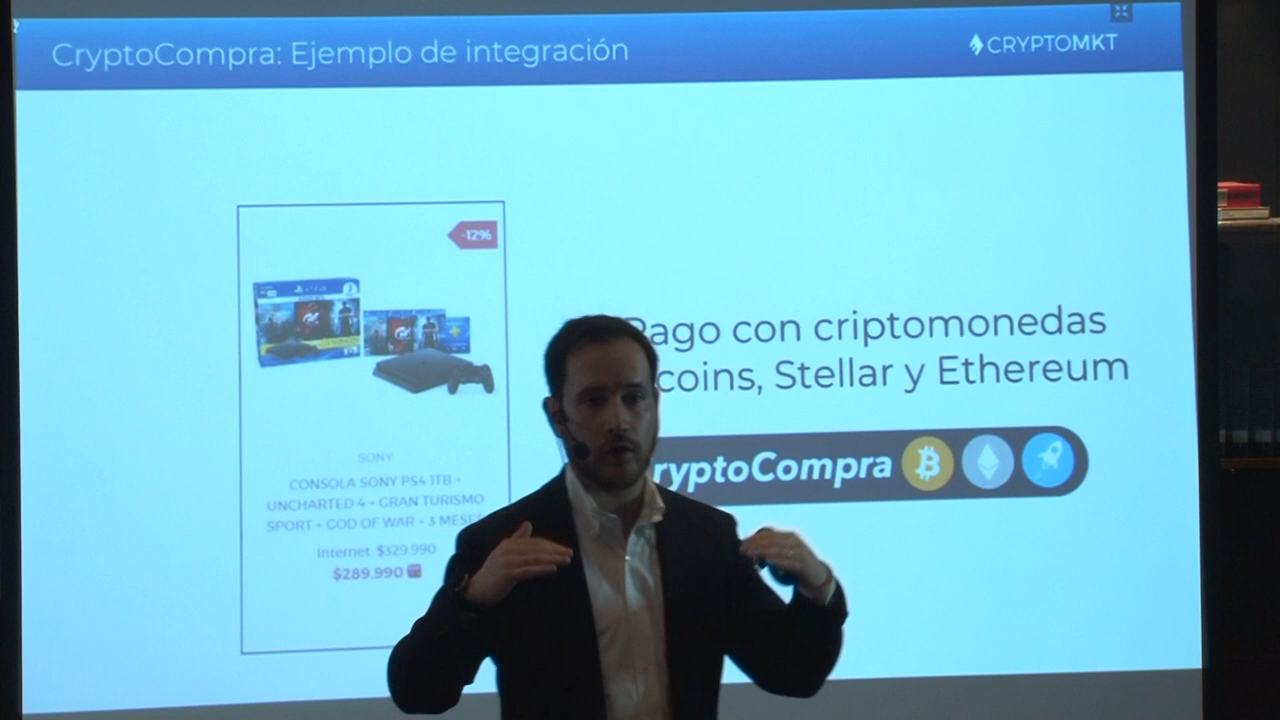 CryptoCompra: Ejemplo de integración
CRYPTOMKT
-12%
Pago con criptomonedas
coins, Stellar y Ethereum
ryptoCompra
SONY
CONSOLA SONY PS4 1TB +
UNCHARTED 4 + GRAN TURISMO
SPORT + GOD OF WAR + 3 MESES
Internet: $329.990
$289.990